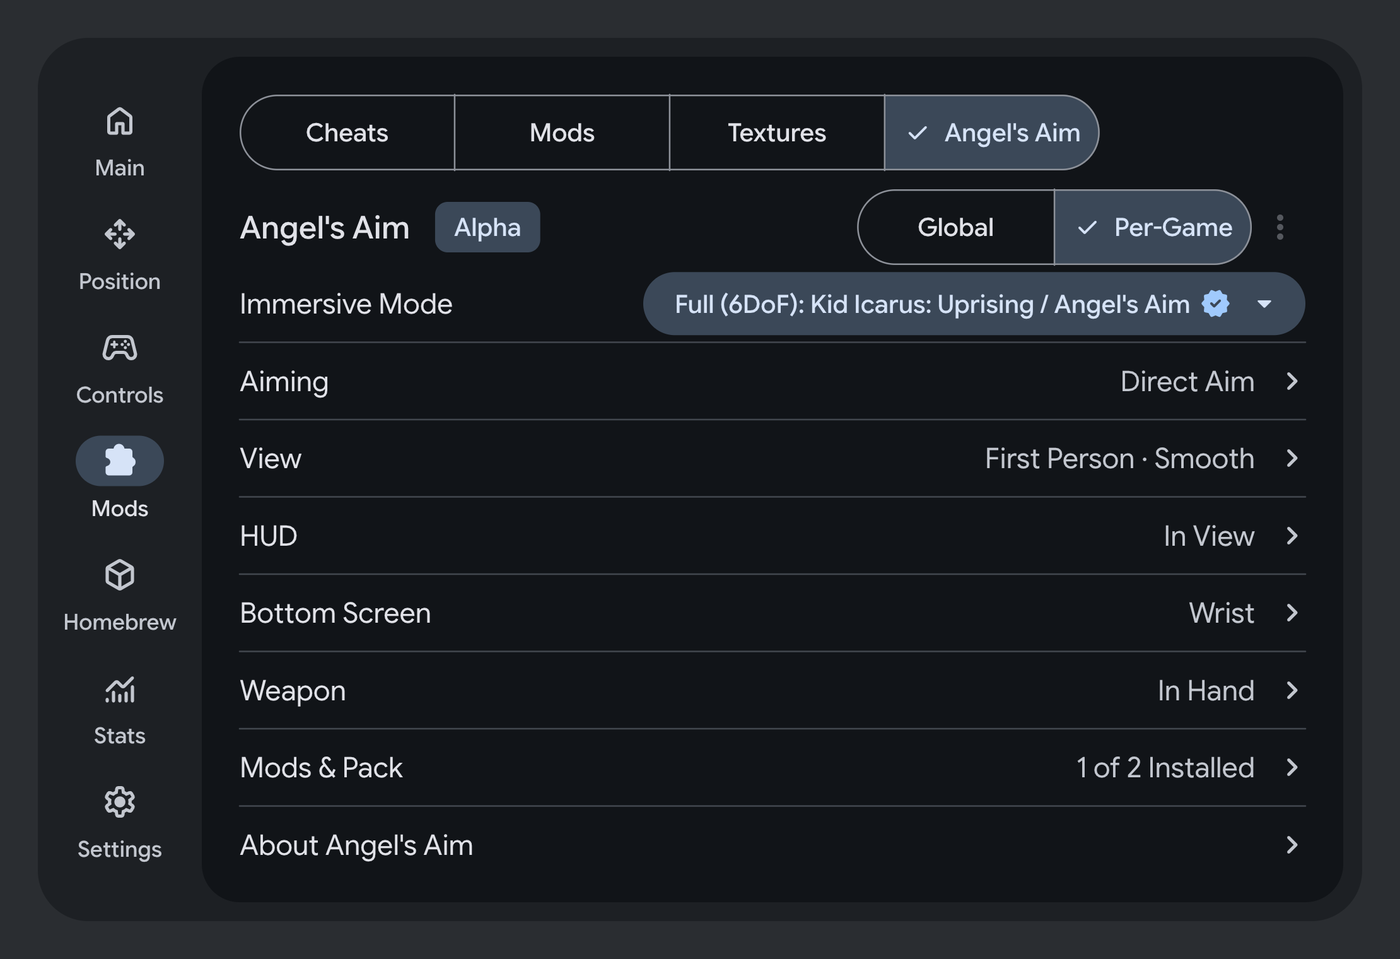 Main
Position
Controls
Mods
Homebrew
Stats
Settings
Cheats
Mods
Textures
Angel's Aim
Angel's Aim
Alpha
Global
Per-Game
Immersive Mode
Full (6DoF): Kid Icarus: Uprising / Angel's Aim
Aiming
Direct Aim
View
First Person · Smooth
HUD
In View
Bottom Screen
Wrist
Weapon
In Hand
Mods & Pack
1 of 2 Installed
About Angel's Aim